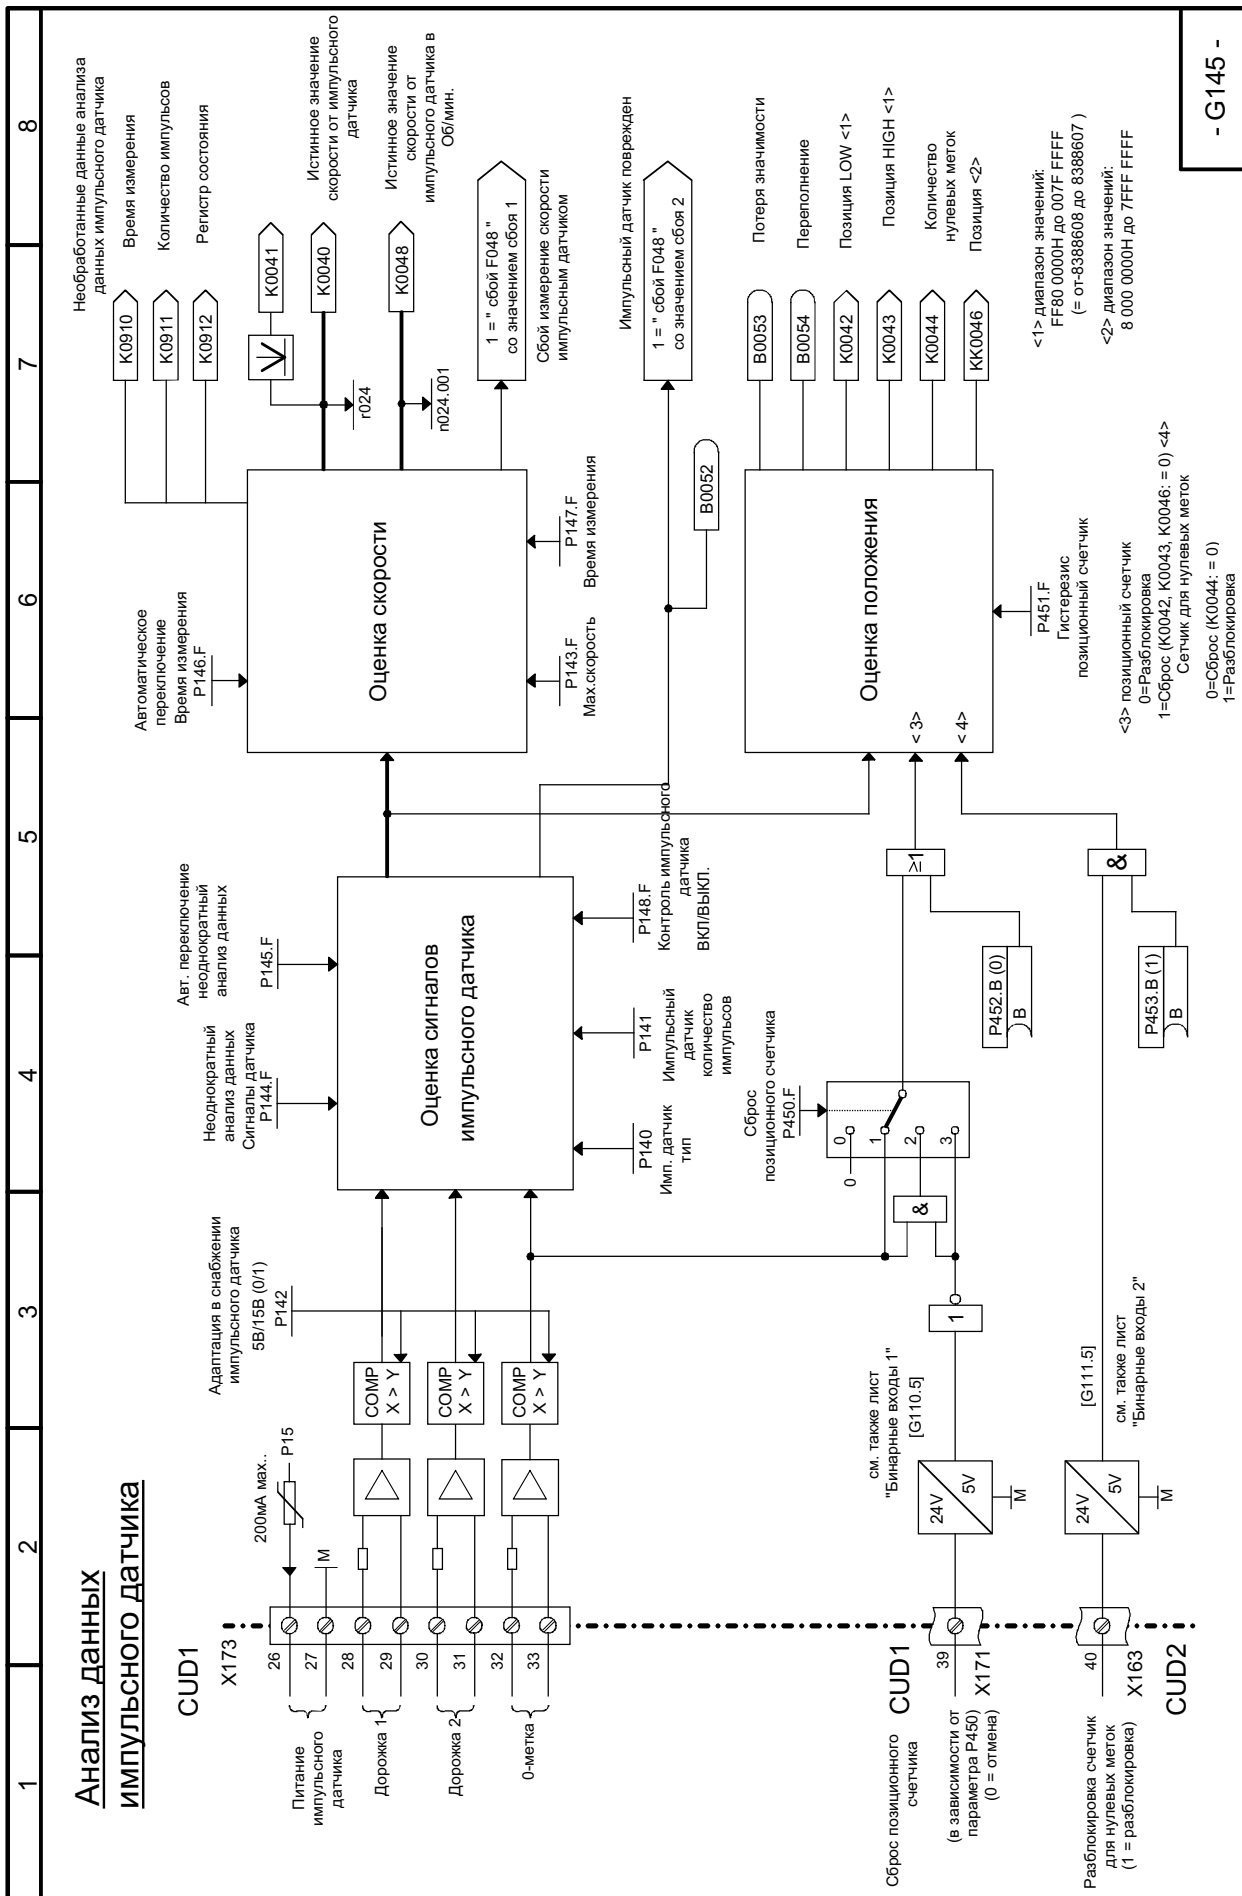 Анализ данных
импульсного датчика
1
2
3
4
5
6
7
8
- G145 -
CUD1
X173
26
27
28
29
30
31
32
33
Питание
импульсного
датчика
Дорожка 1
Дорожка 2
0-метка
200мА мах..
P15
M
Адаптация в снабжении
импульсного датчика
5В/15В (0/1)
P142
COMP
X > Y
COMP
X > Y
COMP
X > Y
Неоднократный
анализ данных
Сигналы датчика
P144.F
Авт. переключение
неоднократный
анализ данных
P145.F
Оценка сигналов
импульсного датчика
P140
Имп. датчик
тип
P141
Импульсный
датчик
количество
импульсов
P148.F
Контроль импульсного
датчика
ВКЛ/ВЫКЛ.
Автоматическое
переключение
Время измерения
P146.F
Оценка скорости
P143.F
Мах.скорость
P147.F
Время измерения
Необработанные данные анализа
данных импульсного датчика
K0910
Время измерения
K0911
Количество импульсов
K0912
Регистр состояния
K0041
K0040
Истинное значение
скорости от импульсного
датчика
r024
K0048
Истинное значение
скорости от
импульсного датчика в
Об/мин.
n024.001
1 = " сбой F048 "
со значением сбоя 1
Сбой измерение скорости
импульсным датчиком
Импульсный датчик поврежден
1 = " сбой F048 "
со значением сбоя 2
B0052
Оценка положения
< 3>
< 4>
P451.F
Гистерезис
позиционный счетчик
B0053
Потеря значимости
B0054
Переполнение
K0042
Позиция LOW <1>
K0043
Позиция HIGH <1>
K0044
Количество
нулевых меток
KK0046
Позиция <2>
<1> диапазон значений:
FF80 0000H до 007F FFFF
(= от-8388608 до 8388607 )
<2> диапазон значений:
8 000 0000H до 7FFF FFFF
<3> позиционный счетчик
0=Разблокировка
1=Сброс (K0042, K0043, K0046: = 0) <4>
Сетчик для нулевых меток
0=Сброс (K0044: = 0)
1=Разблокировка
Сброс
позиционного счетчика
P450.F
0
0
1
2
3
&
1
≥1
&
P452.B (0)
B
P453.B (1)
B
Сброс позиционного
счетчика
(в зависимости от
параметра P450)
(0 = отмена)
CUD1
39
X171
24V
5V
M
см. также лист
"Бинарные входы 1"
[G110.5]
Разблокировка счетчик
для нулевых меток
(1 = разблокировка)
40
X163
CUD2
24V
5V
M
[G111.5]
см. также лист
"Бинарные входы 2"